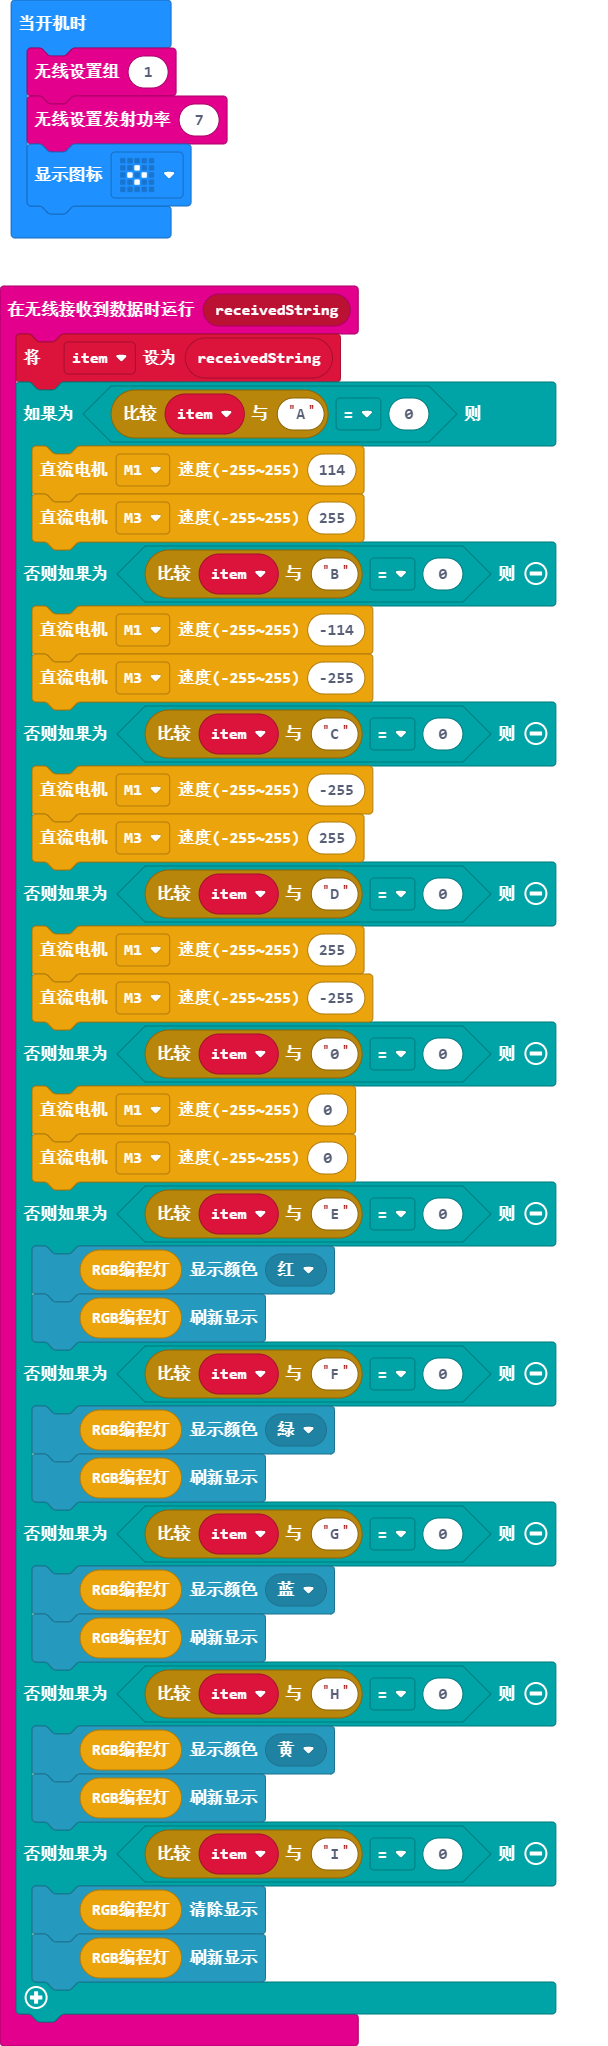 当开机时
无线设置组 1
无线设置发射功率 7
显示图标
在无线接收到数据时运行 receivedString
将 item 设为 receivedString
如果为 比较 item 与 "A" = 0 则
直流电机 M1 速度(-255~255) 114
直流电机 M3 速度(-255~255) 255
否则如果为 比较 item 与 "B" = 0 则
直流电机 M1 速度(-255~255) -114
直流电机 M3 速度(-255~255) -255
否则如果为 比较 item 与 "C" = 0 则
直流电机 M1 速度(-255~255) -255
直流电机 M3 速度(-255~255) 255
否则如果为 比较 item 与 "D" = 0 则
直流电机 M1 速度(-255~255) 255
直流电机 M3 速度(-255~255) -255
否则如果为 比较 item 与 "0" = 0 则
直流电机 M1 速度(-255~255) 0
直流电机 M3 速度(-255~255) 0
否则如果为 比较 item 与 "E" = 0 则
RGB编程灯 显示颜色 红
RGB编程灯 刷新显示
否则如果为 比较 item 与 "F" = 0 则
RGB编程灯 显示颜色 绿
RGB编程灯 刷新显示
否则如果为 比较 item 与 "G" = 0 则
RGB编程灯 显示颜色 蓝
RGB编程灯 刷新显示
否则如果为 比较 item 与 "H" = 0 则
RGB编程灯 显示颜色 黄
RGB编程灯 刷新显示
否则如果为 比较 item 与 "I" = 0 则
RGB编程灯 清除显示
RGB编程灯 刷新显示